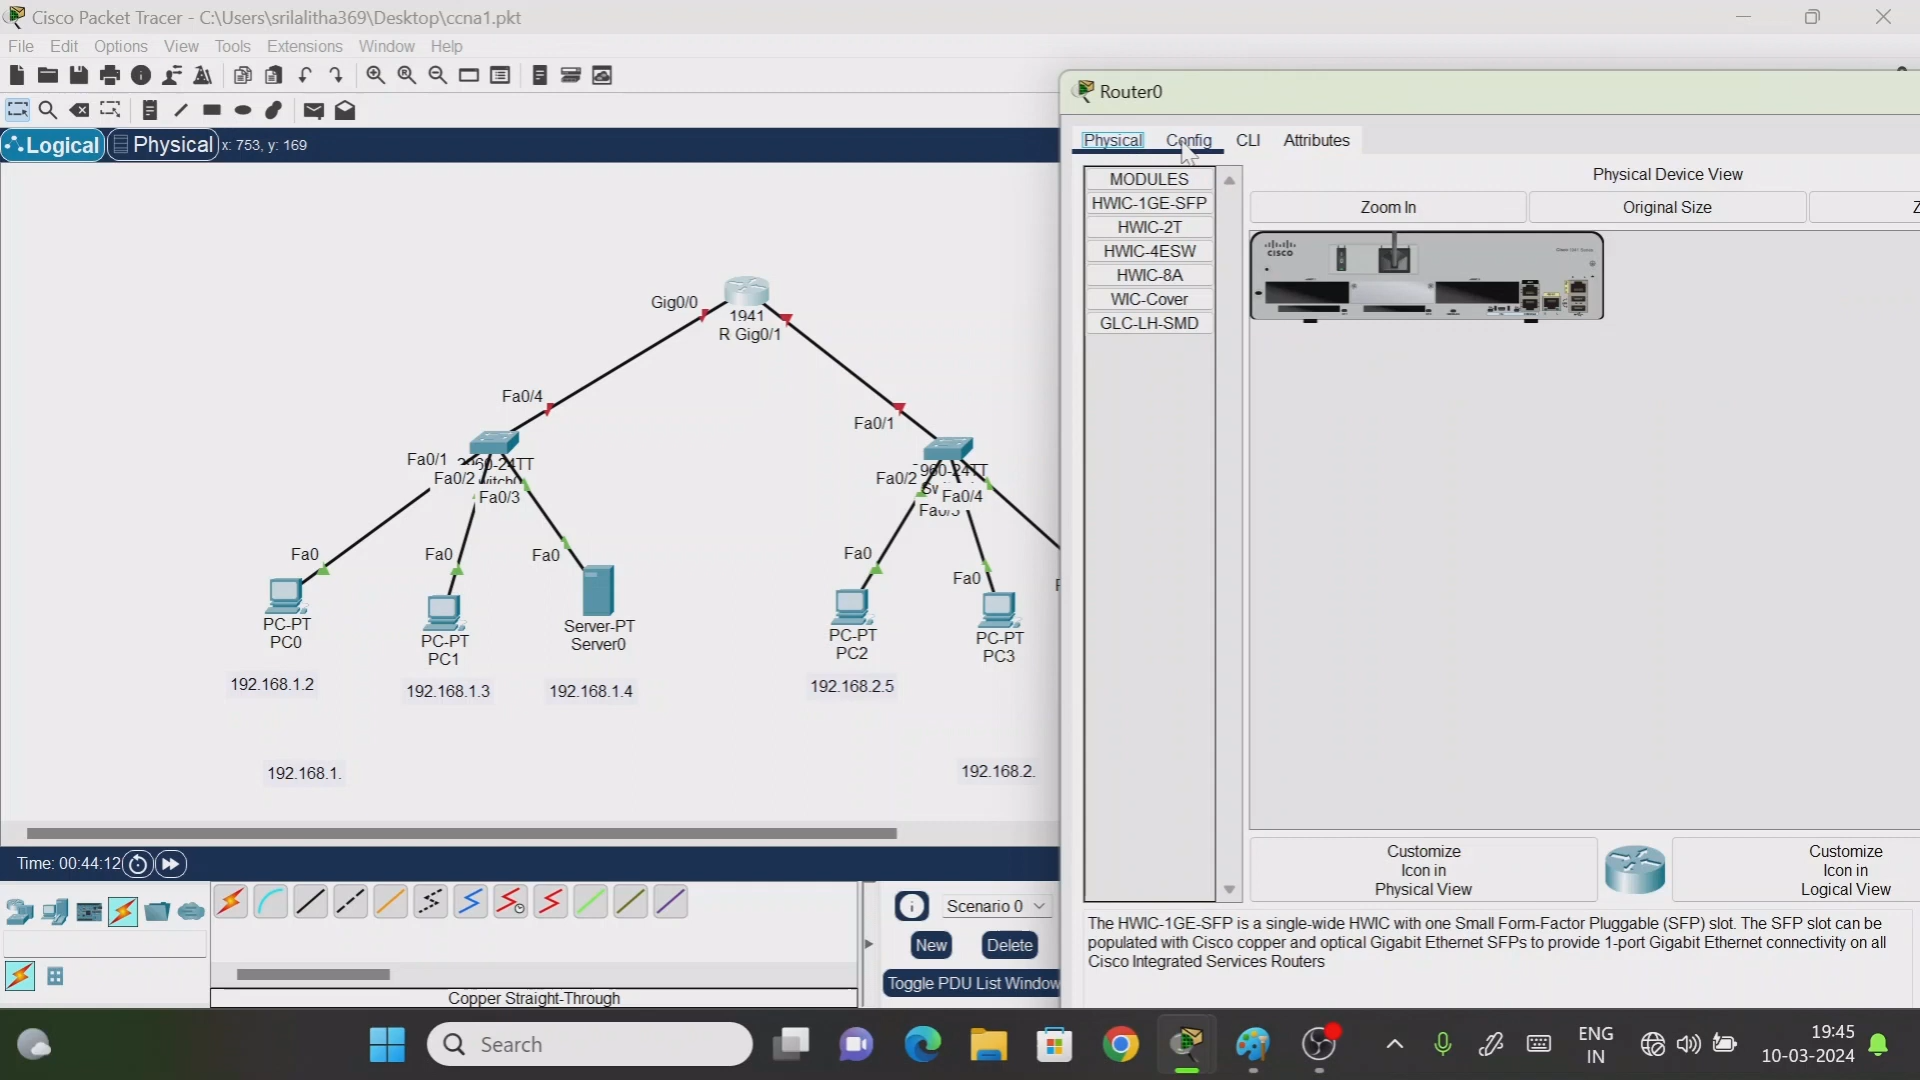 Cisco Packet Tracer - C:\Users\srilalitha369\Desktop\ccna1.pkt
File Edit Options View Tools Extensions Window Help
Router0
Logical Physical x: 753, y: 169
Physical Config CLI Attributes
MODULES
HWIC-1GE-SFP
HWIC-2T
HWIC-4ESW
HWIC-8A
WIC-Cover
GLC-LH-SMD
Physical Device View
Zoom In Original Size Z
CISCO
Gig0/0
1941
R Gig0/1
Fa0/4
Fa0/1
Fa0/1
Fa0/2
Fa0/3
Fa0/2
Fa0/4
Fa0
Fa0
Fa0
Fa0
Fa0
PC-PT
PC0
PC-PT
PC1
Server-PT
Server0
PC-PT
PC2
PC-PT
PC3
192.168.1.2
192.168.1.3
192.168.1.4
192.168.2.5
192.168.1.
192.168.2.
Time: 00:44:12
Scenario 0
New Delete
Toggle PDU List Window
Copper Straight-Through
Customize
Icon in
Physical View
Customize
Icon in
Logical View
The HWIC-1GE-SFP is a single-wide HWIC with one Small Form-Factor Pluggable (SFP) slot. The SFP slot can be
populated with Cisco copper and optical Gigabit Ethernet SFPs to provide 1-port Gigabit Ethernet connectivity on all
Cisco Integrated Services Routers
Search
ENG
IN
19:45
10-03-2024